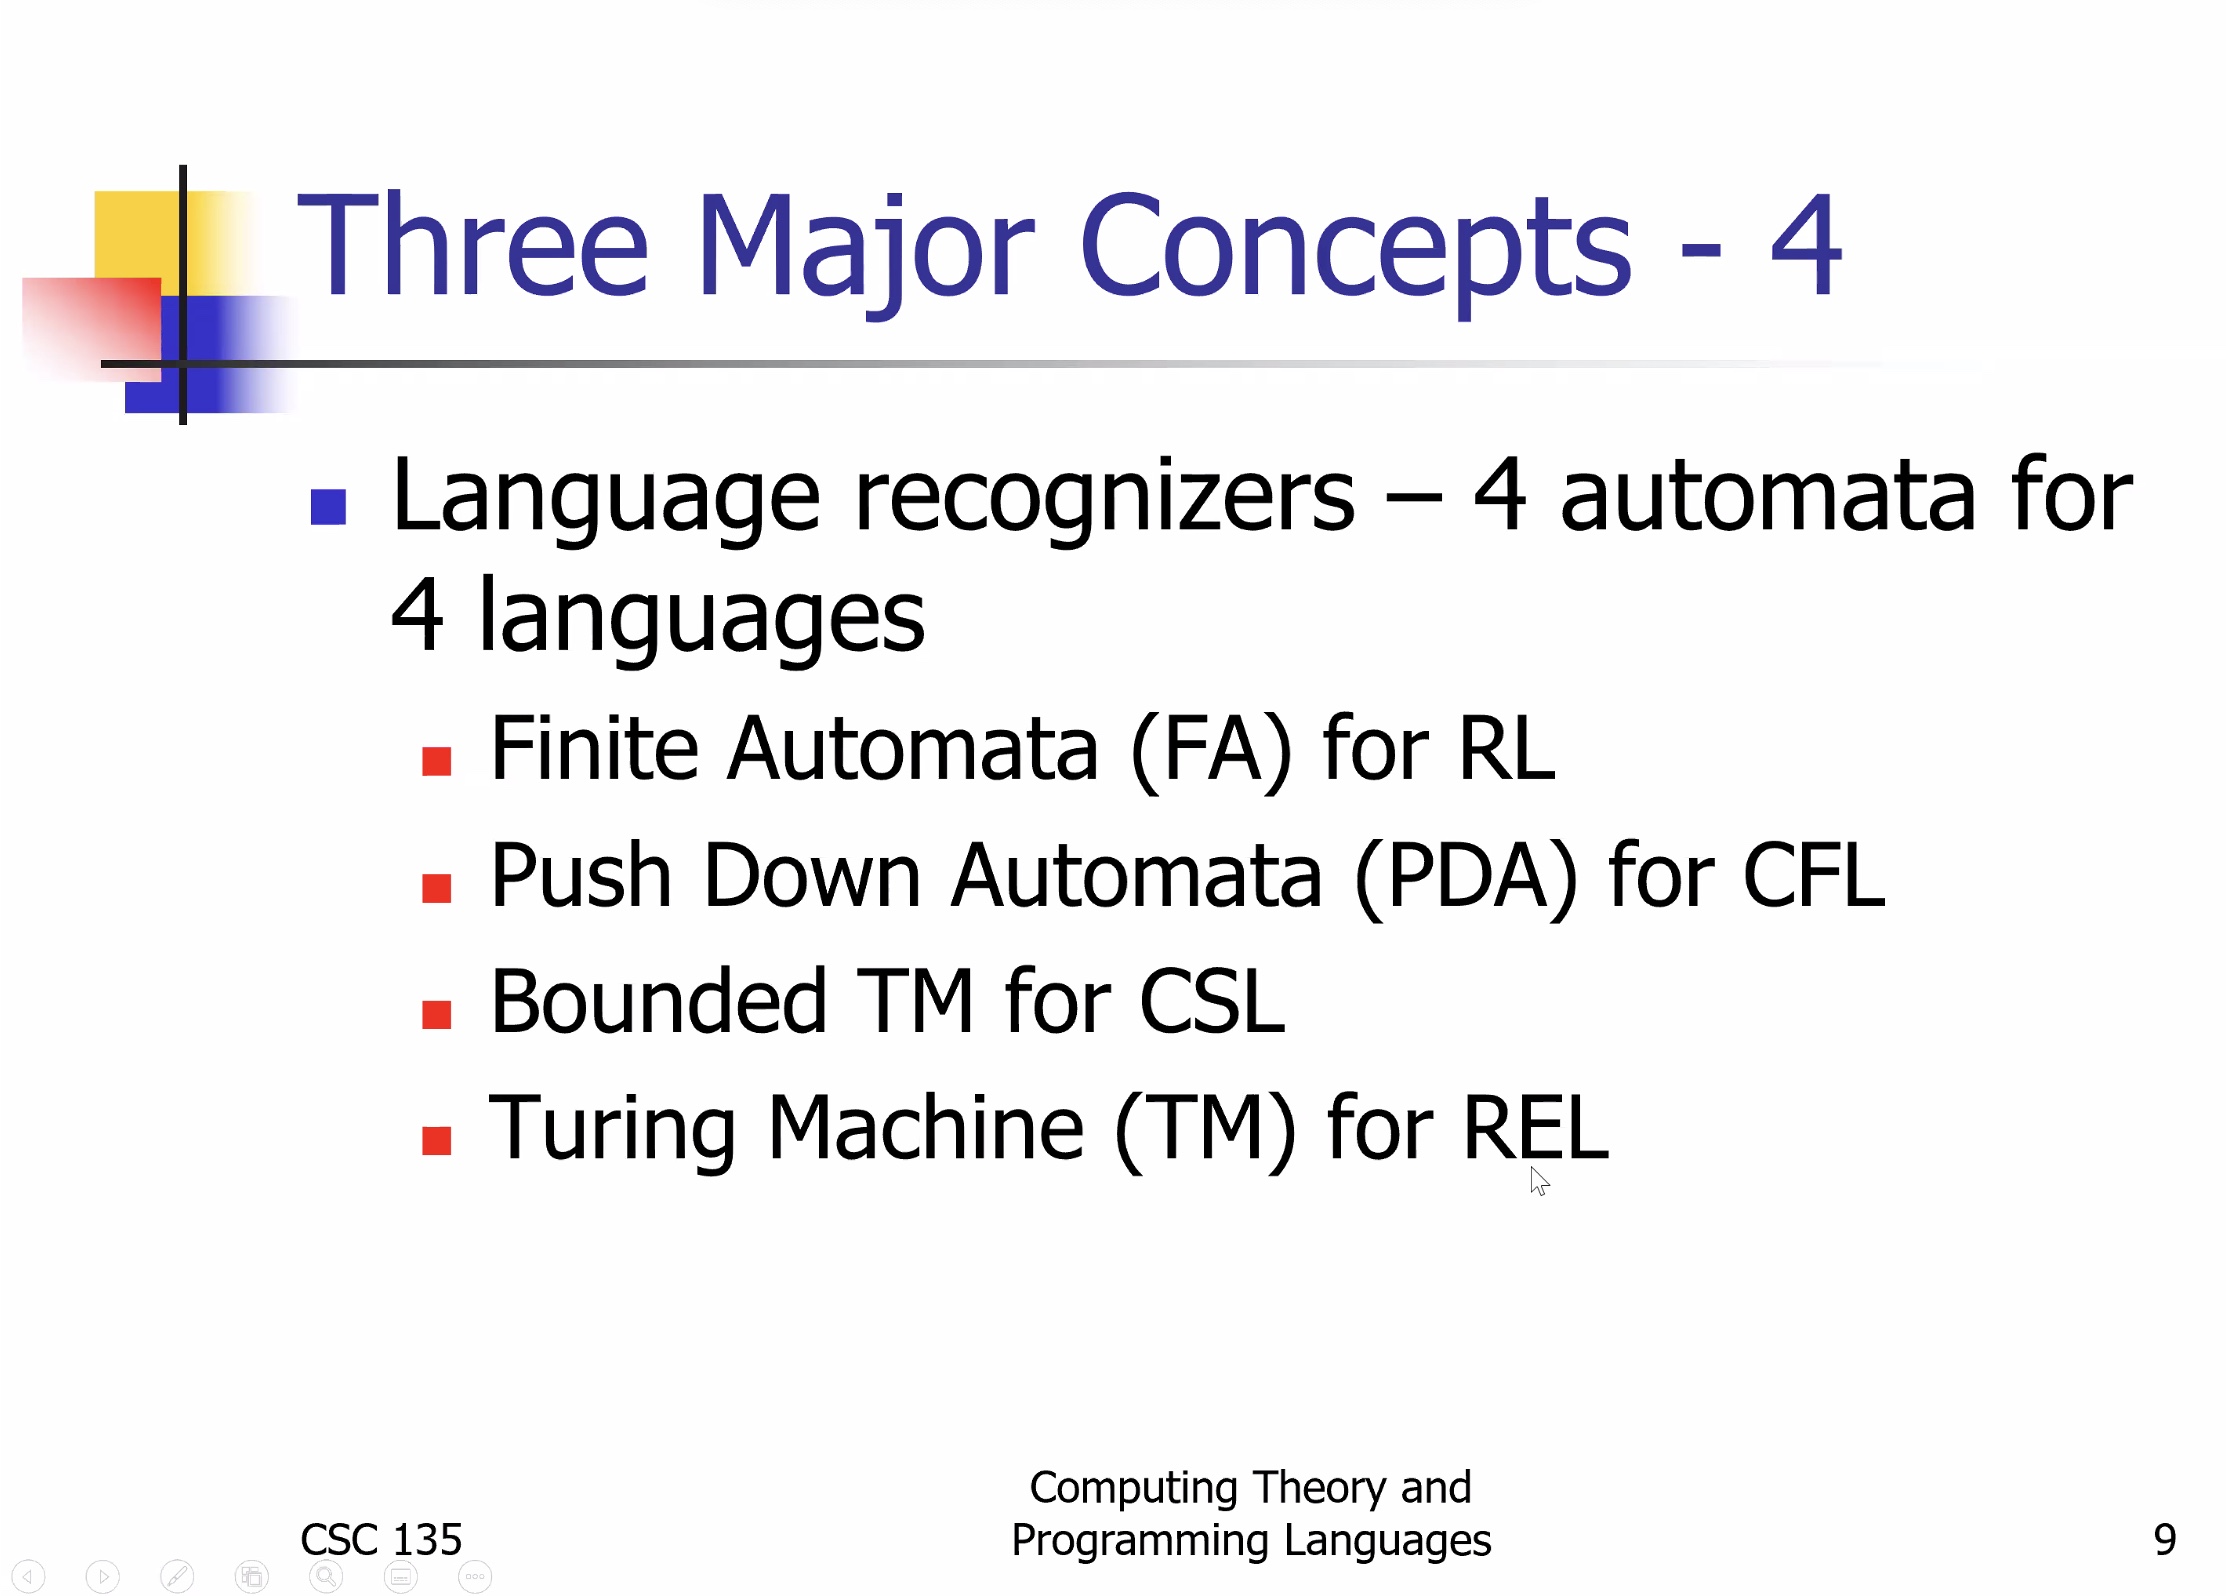 Three Major Concepts - 4
Language recognizers – 4 automata for
4 languages
Finite Automata (FA) for RL
Push Down Automata (PDA) for CFL
Bounded TM for CSL
Turing Machine (TM) for REL
CSC 135
Computing Theory and
Programming Languages
9